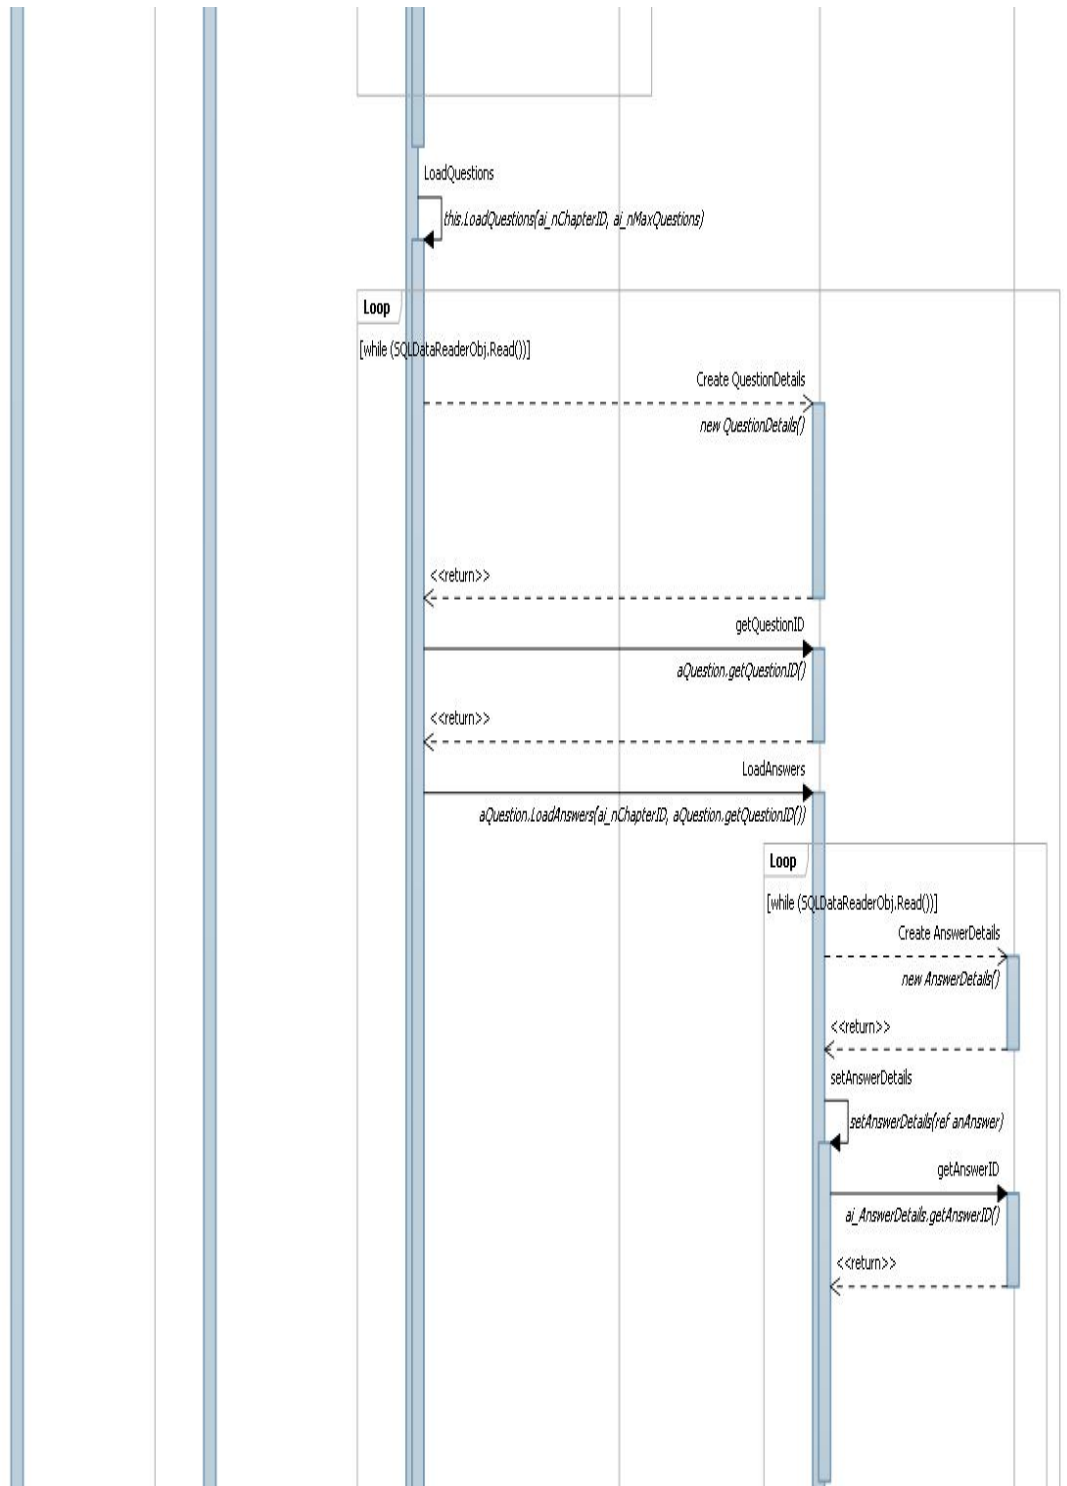 LoadQuestions
this.LoadQuestions(ai_nChapterID, ai_nMaxQuestions)
Loop
[while (SQLDataReaderObj.Read())]
Create QuestionDetails
new QuestionDetails()
<<return>>
getQuestionID
aQuestion.getQuestionID()
<<return>>
LoadAnswers
aQuestion.LoadAnswers(ai_nChapterID, aQuestion.getQuestionID())
Loop
[while (SQLDataReaderObj.Read())]
Create AnswerDetails
new AnswerDetails()
<<return>>
setAnswerDetails
setAnswerDetails(ref anAnswer)
getAnswerID
ai_AnswerDetails.getAnswerID()
<<return>>